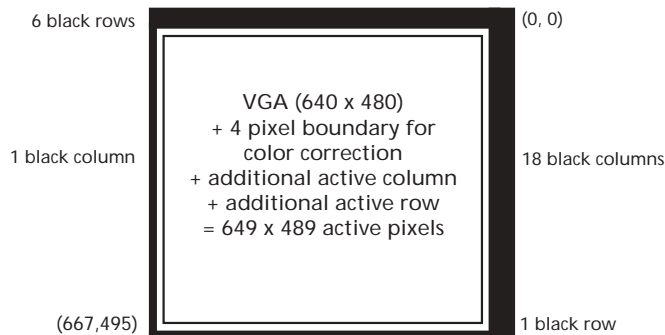 6 black rows
(0, 0)
VGA (640 x 480)
+ 4 pixel boundary for
color correction
+ additional active column
+ additional active row
= 649 x 489 active pixels
1 black column
18 black columns
(667,495)
1 black row